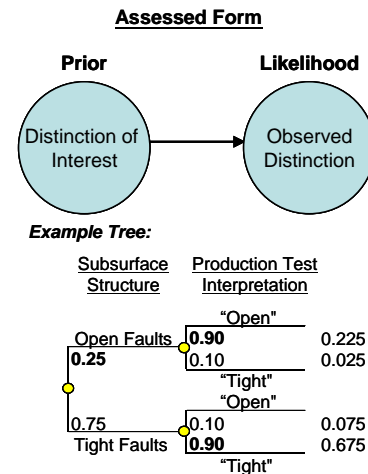 Assessed Form
Prior Likelihood
Distinction of Interest
Observed Distinction
Example Tree:
Subsurface Structure
Production Test Interpretation
"Open"
Open Faults 0.90 0.225
0.25 0.10 0.025
"Tight"
"Open"
0.75 0.10 0.075
Tight Faults 0.90 0.675
"Tight"